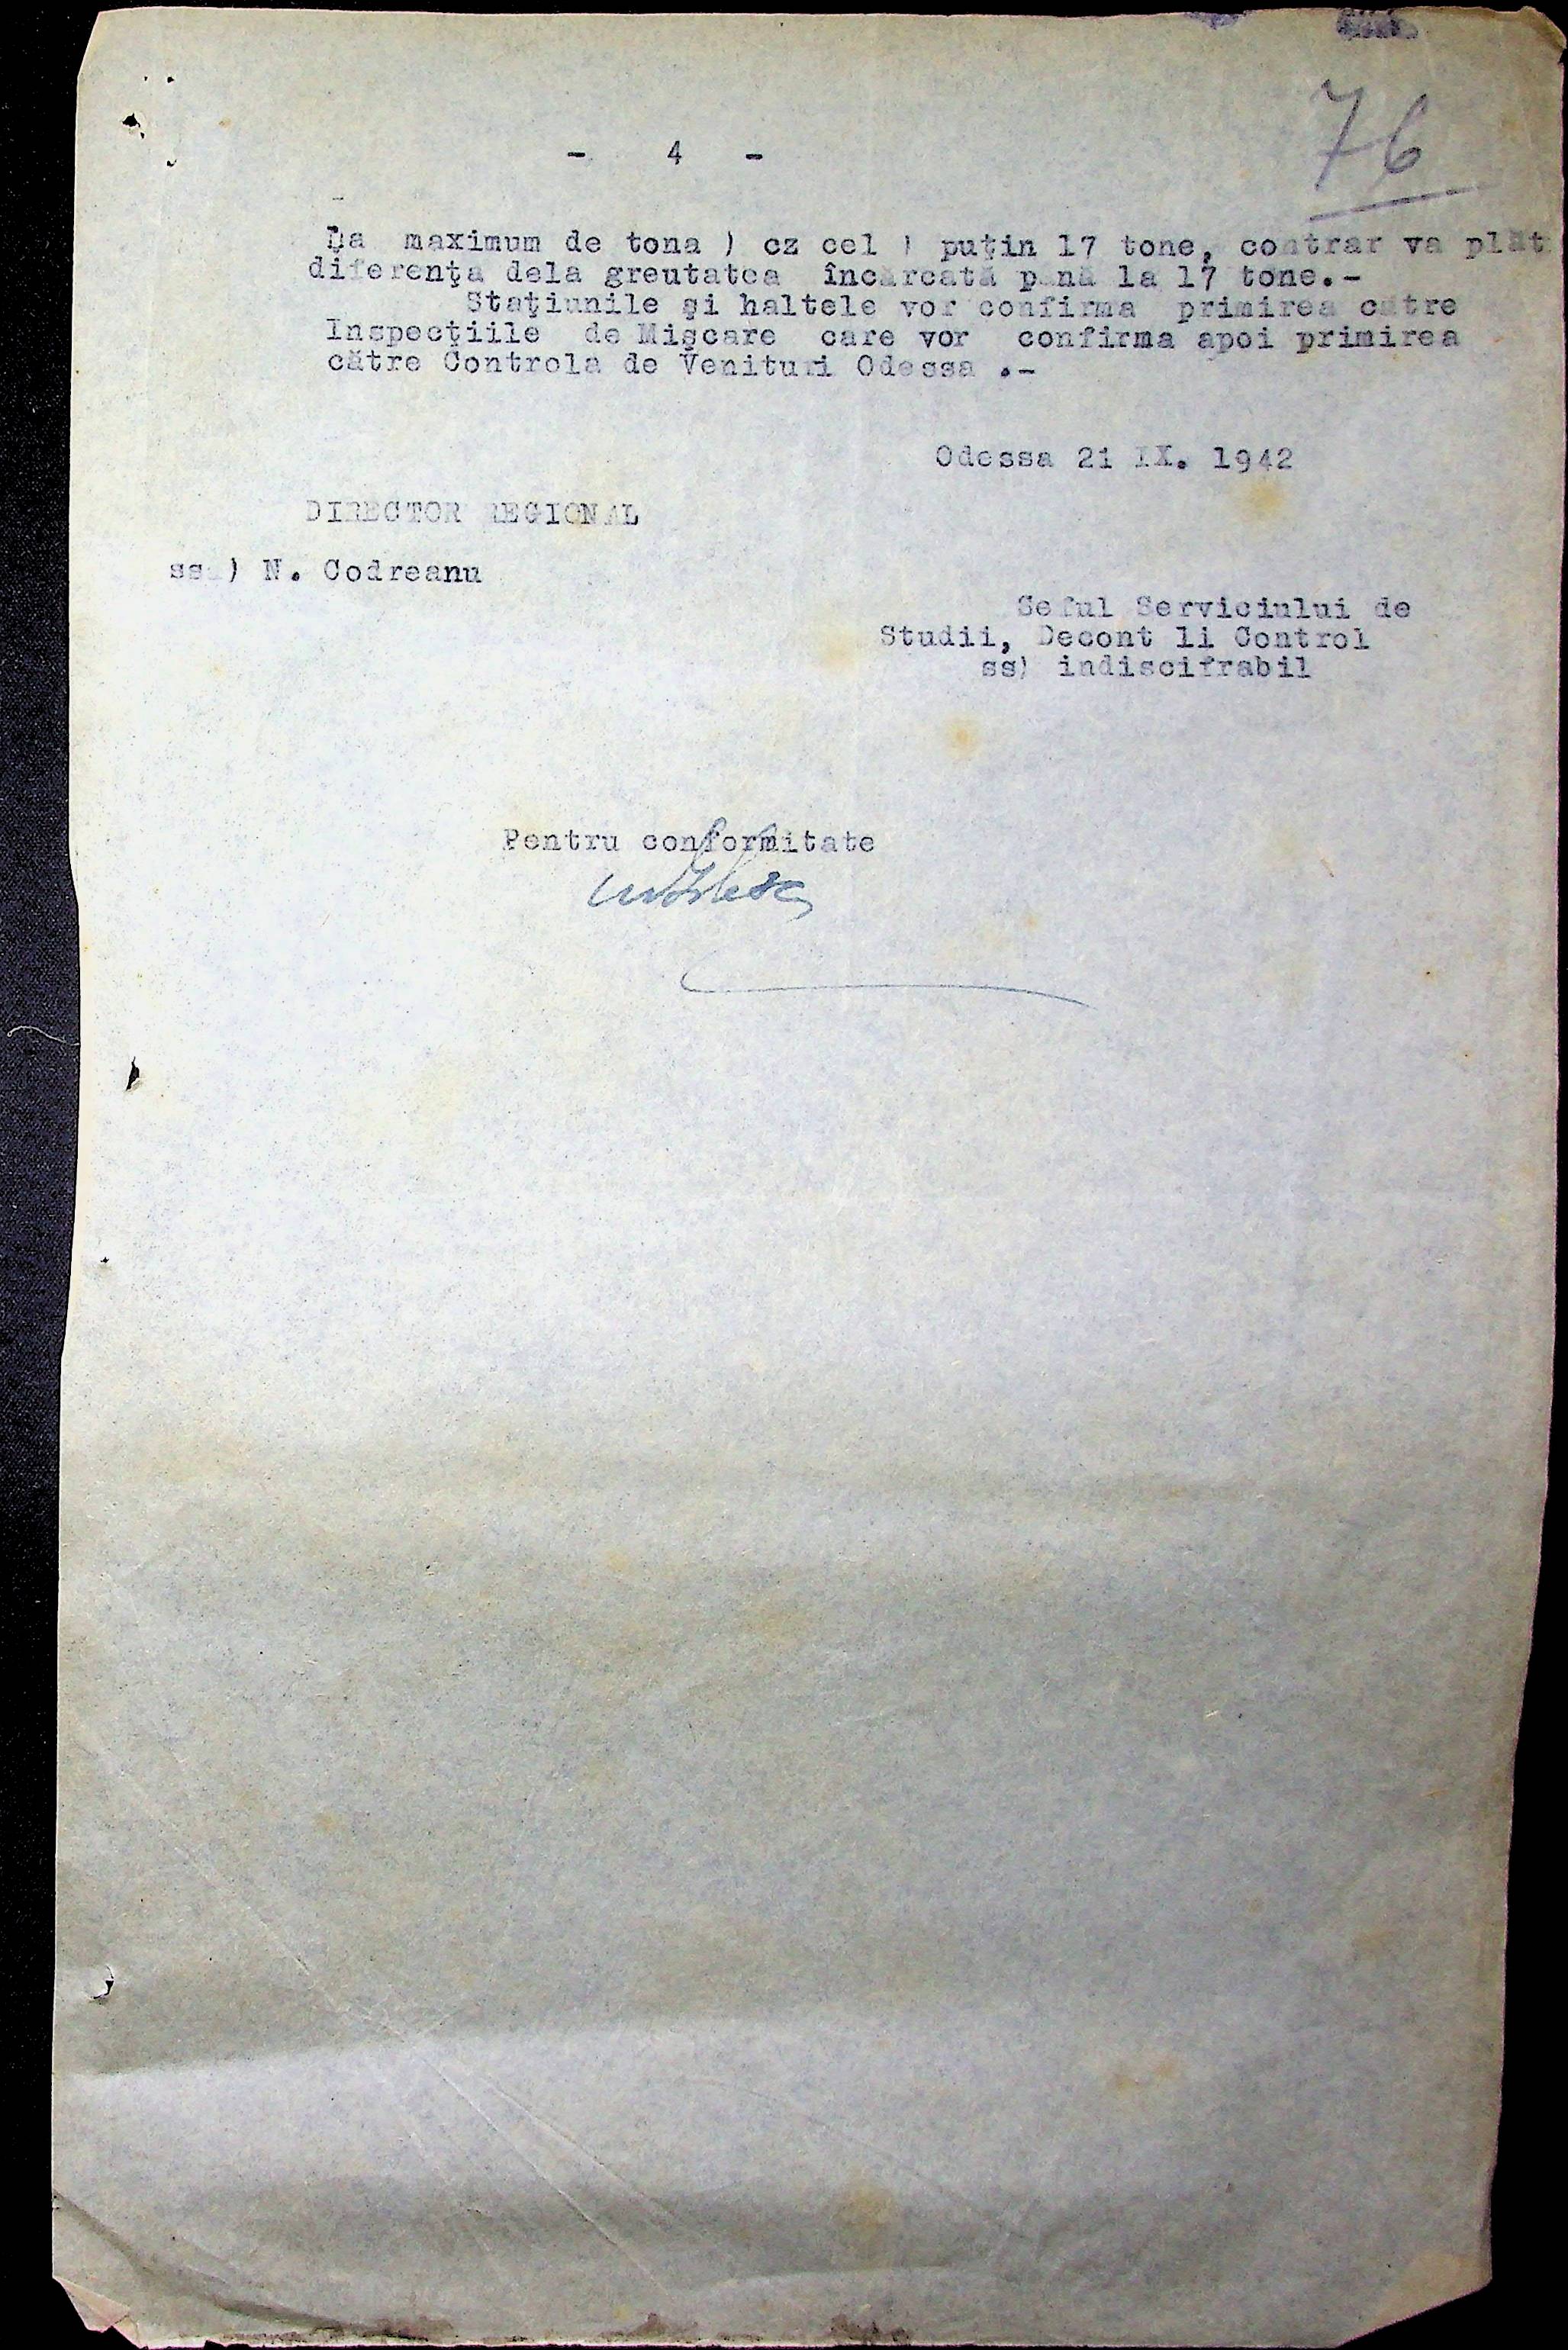 76
- 4 -
La maximum de tona ) cz cel ) puţin 17 tone, contrar va plăt
diferenţa dela greutatea încărcată până la 17 tone.-
Staţiunile şi haltele vor confirma primirea către
Inspecţiile de Mişcare care vor confirma apoi primirea
către Controla de Venituri Odessa .-
Odessa 21 IX. 1942
DIRECTOR REGIONAL
ss ) N. Codreanu
Seful Serviciului de
Studii, Decont li Control
ss) indiscifrabil
Pentru conformitate